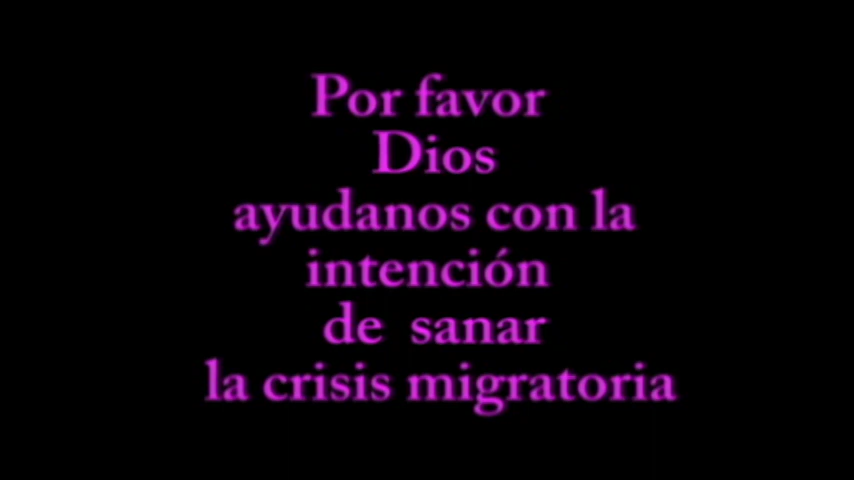 Por favor
Dios
ayudanos con la
intención
de sanar
la crisis migratoria